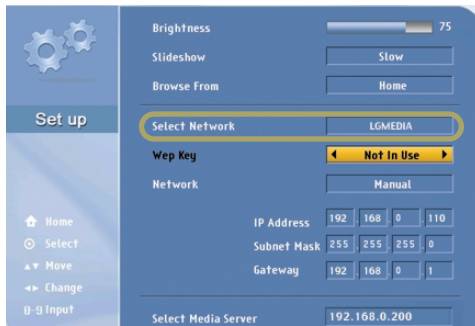 Brightness 75
Slideshow Slow
Browse From Home
Set up
Select Network LGMEDIA
Wep Key Not In Use
Network Manual
IP Address 192 168 0 110
Subnet Mask 255 255 255 0
Gateway 192 168 0 1
Select Media Server 192.168.0.200
Home
Select
Move
Change
0-9 Input